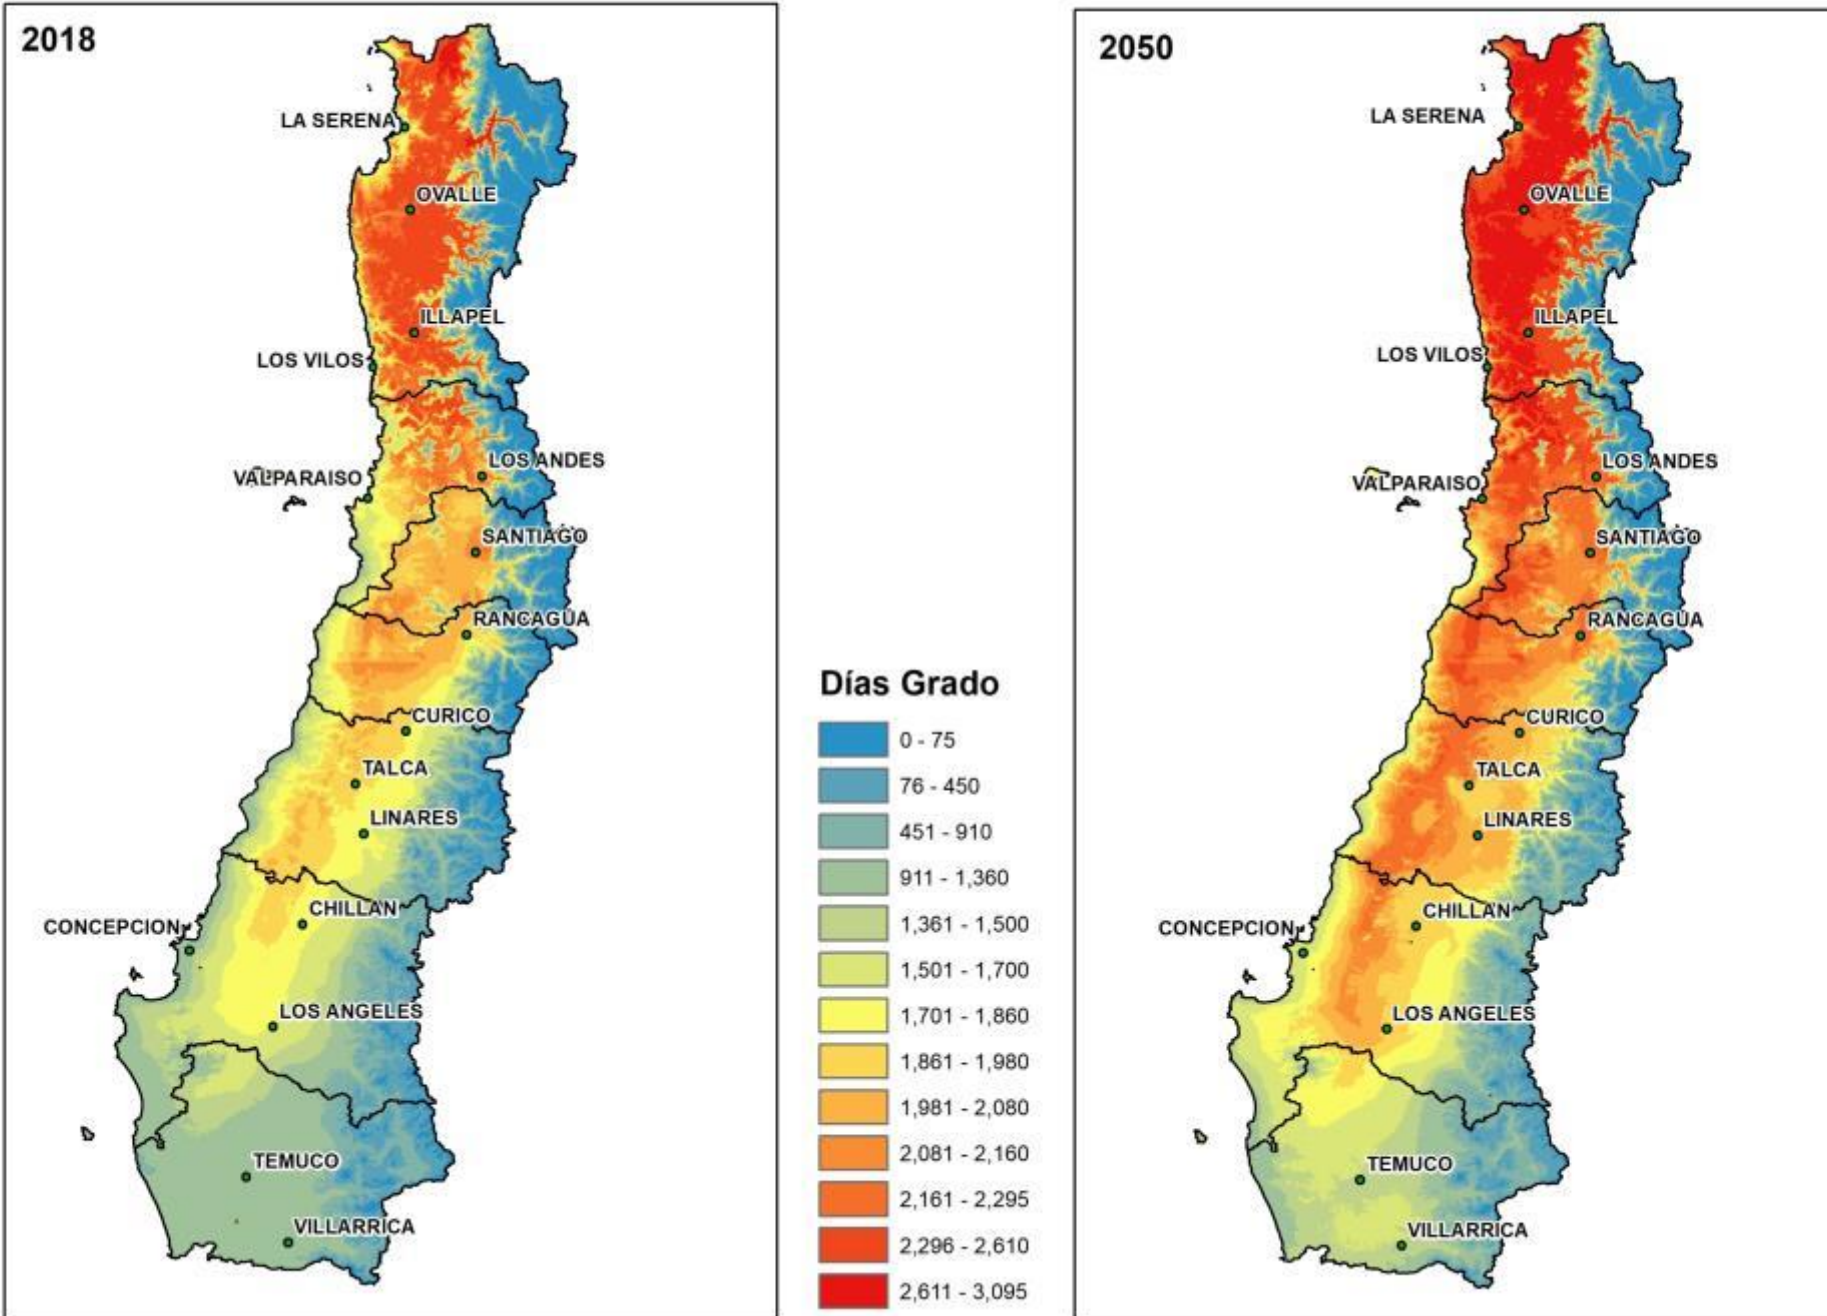 2018
LA SERENA
OVALLE
ILLAPEL
LOS VILOS
LOS ANDES
VALPARAISO
SANTIAGO
RANCAGUA
CURICO
TALCA
LINARES
CHILLAN
CONCEPCION
LOS ANGELES
TEMUCO
VILLARRICA
Días Grado
0 - 75
76 - 450
451 - 910
911 - 1,360
1,361 - 1,500
1,501 - 1,700
1,701 - 1,860
1,861 - 1,980
1,981 - 2,080
2,081 - 2,160
2,161 - 2,295
2,296 - 2,610
2,611 - 3,095
2050
LA SERENA
OVALLE
ILLAPEL
LOS VILOS
LOS ANDES
VALPARAISO
SANTIAGO
RANCAGUA
CURICO
TALCA
LINARES
CHILLAN
CONCEPCION
LOS ANGELES
TEMUCO
VILLARRICA